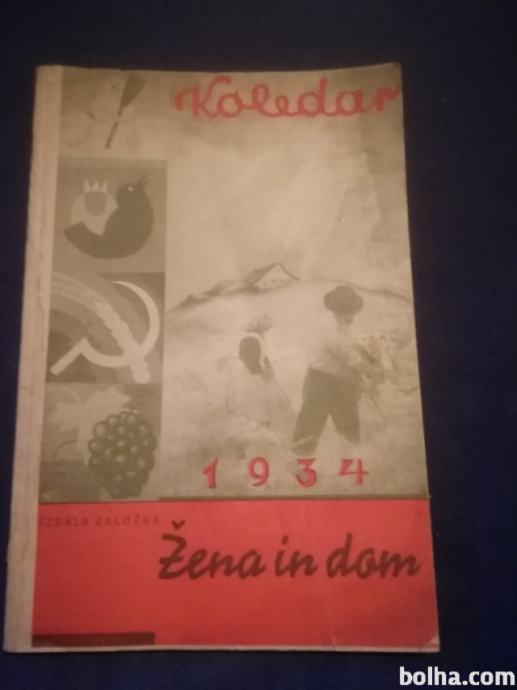 Koledar
1934
IZDALA ZALOŽBA
Žena in dom
bolha.com